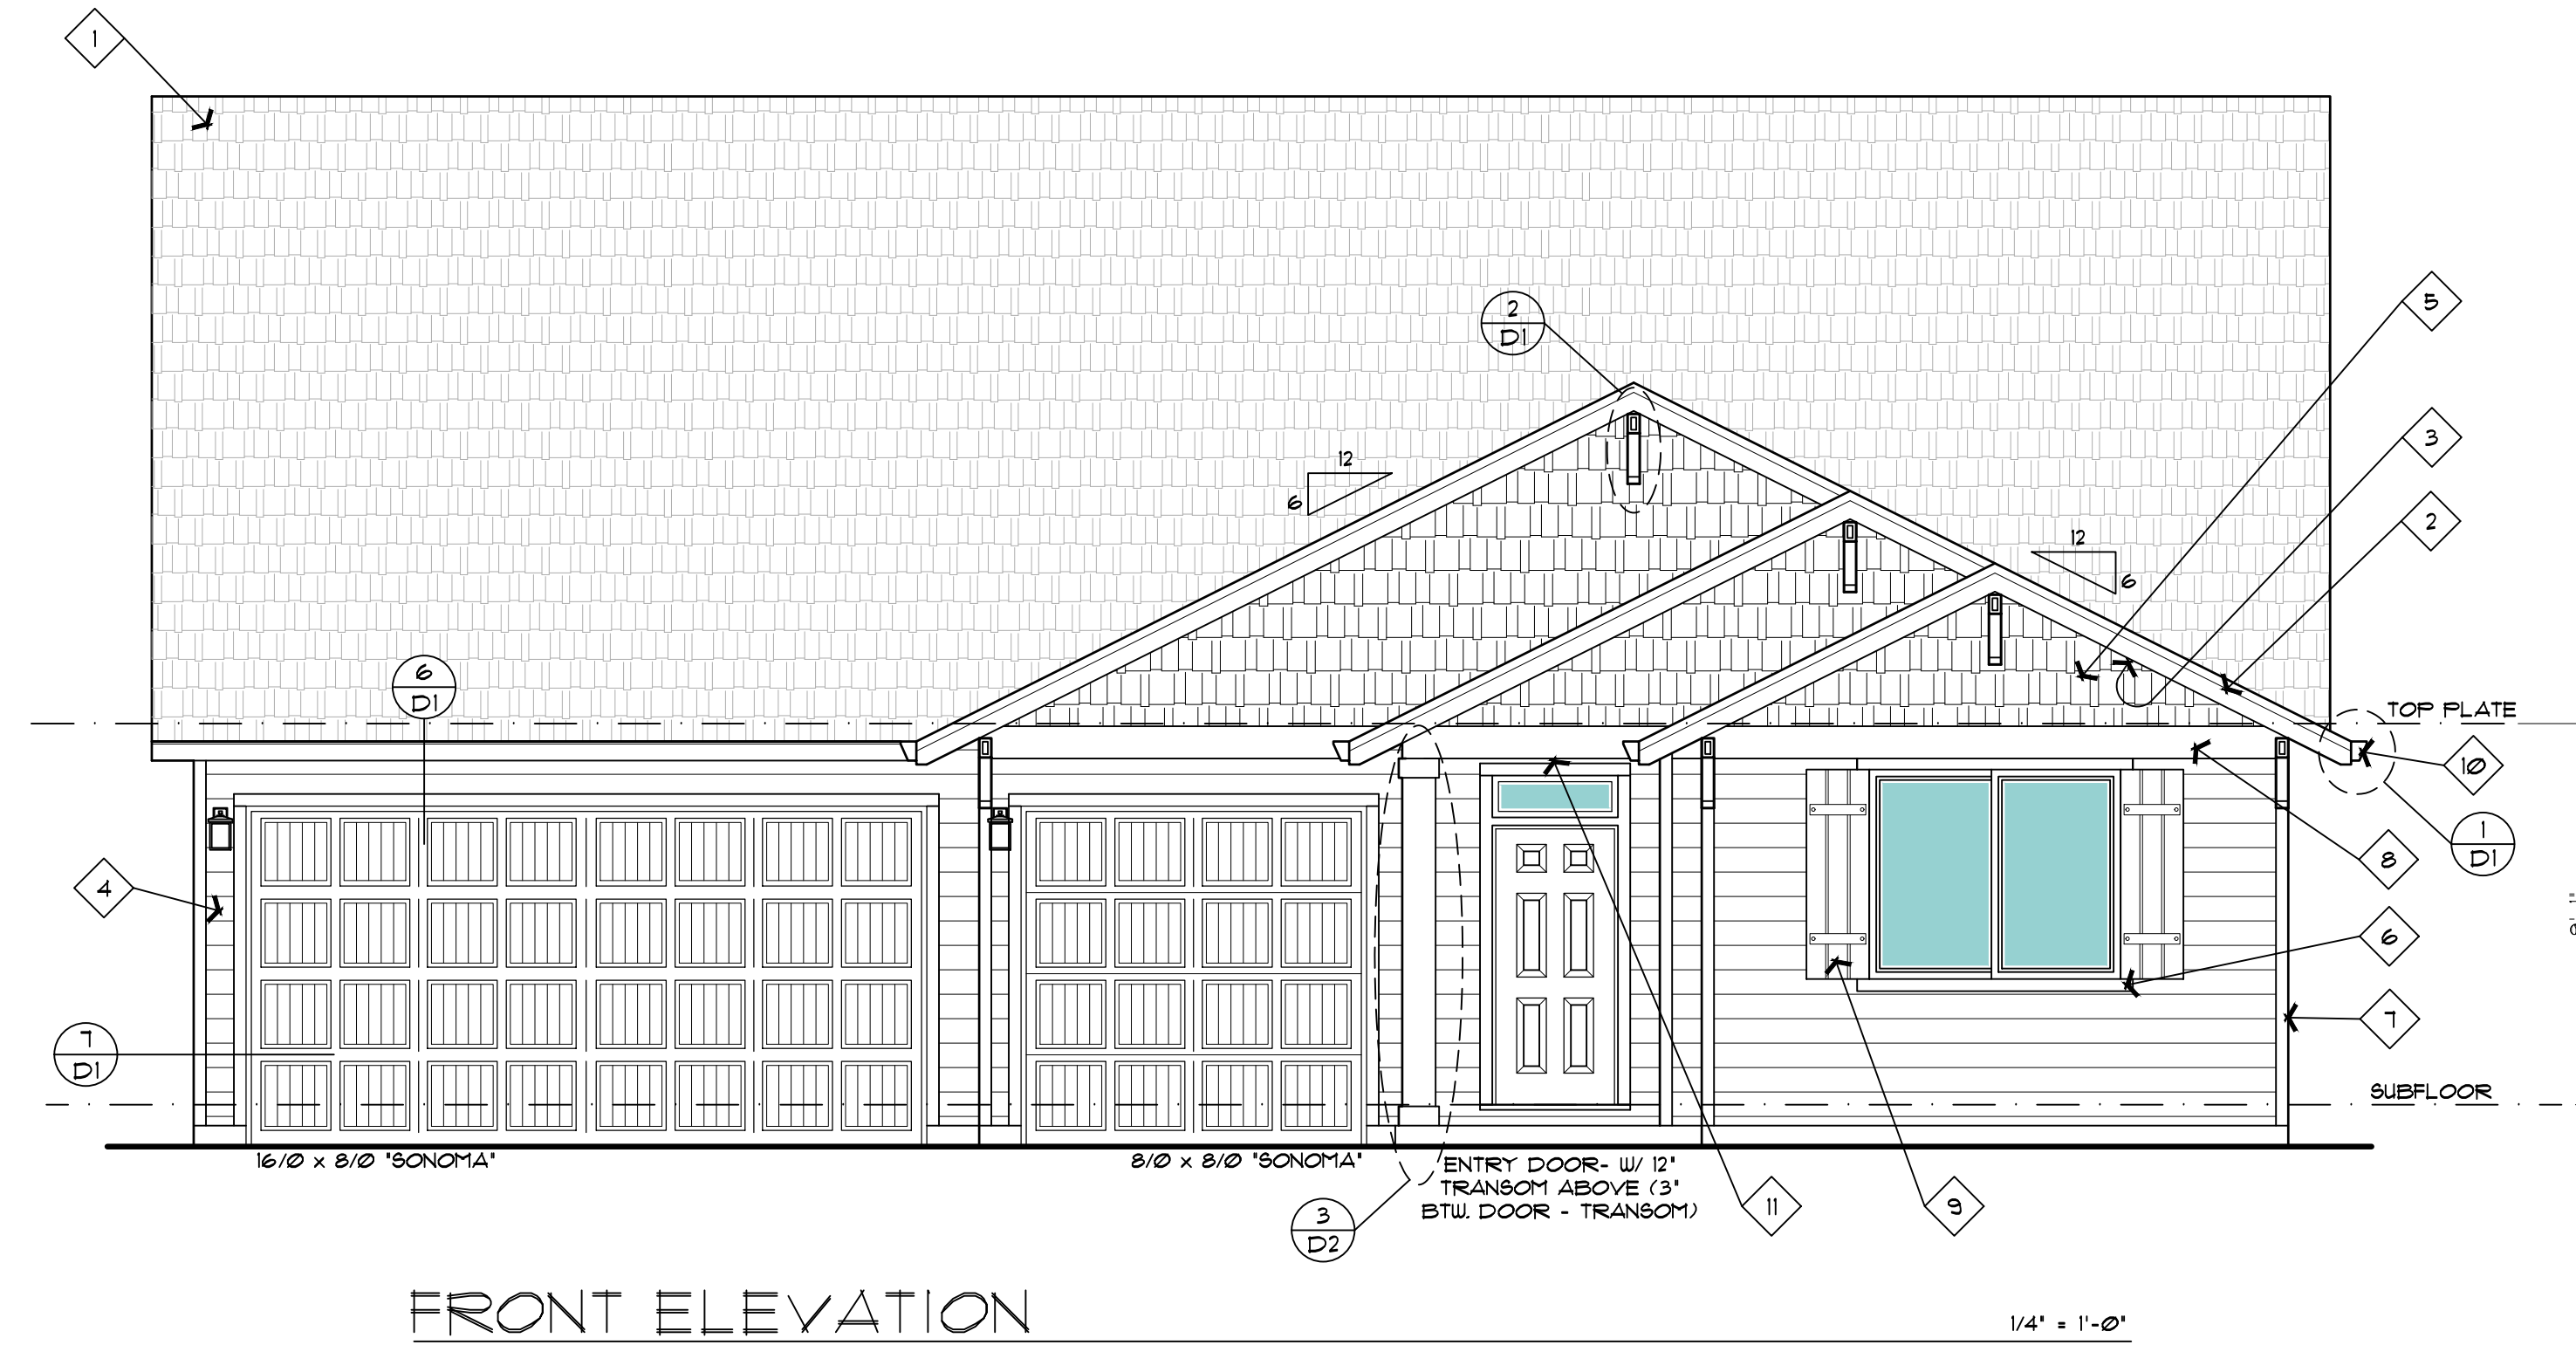 1
2
D1
5
3
2
12
6
12
6
6
D1
TOP PLATE
10
1
D1
8
4
6
7
7
D1
SUBFLOOR
16/0 x 8/0 "SONOMA"
8/0 x 8/0 "SONOMA"
ENTRY DOOR- W/ 12"
TRANSOM ABOVE (3"
BTW. DOOR - TRANSOM)
3
D2
11
9
FRONT ELEVATION
1/4" = 1'-0"